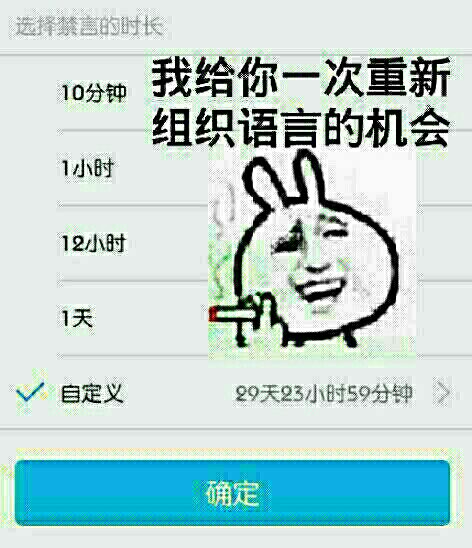 选择禁言的时长
我给你一次重新
组织语言的机会
10分钟
1小时
12小时
1天
自定义 29天23小时59分钟
确定